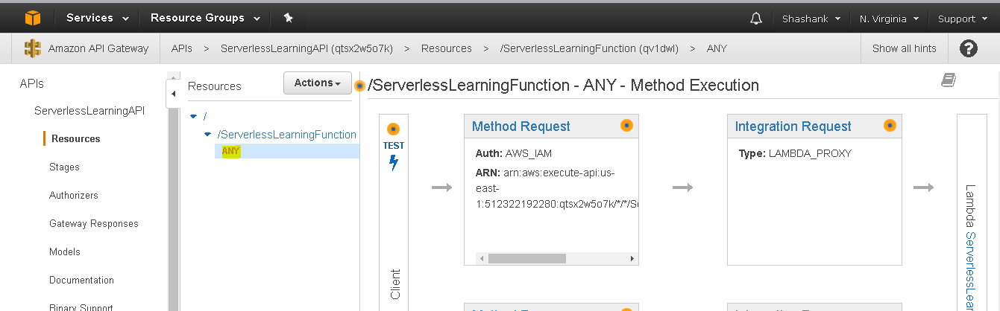 Services Resource Groups Shashank N. Virginia Support
Amazon API Gateway APIs > ServerlessLearningAPI (qtsx2w5o7k) > Resources > /ServerlessLearningFunction (qv1dwl) > ANY Show all hints ?
APIs
ServerlessLearningAPI
Resources
Stages
Authorizers
Gateway Responses
Models
Documentation
Binary Support
Resources Actions
/
/ServerlessLearningFunction
ANY
/ServerlessLearningFunction - ANY - Method Execution
TEST
Client
Method Request
Auth: AWS_IAM
ARN: arn:aws:execute-api:us-
east-
1:512322192280:qtsx2w5o7k/*/*/Se
Integration Request
Type: LAMBDA_PROXY
Lambda ServerlessLear